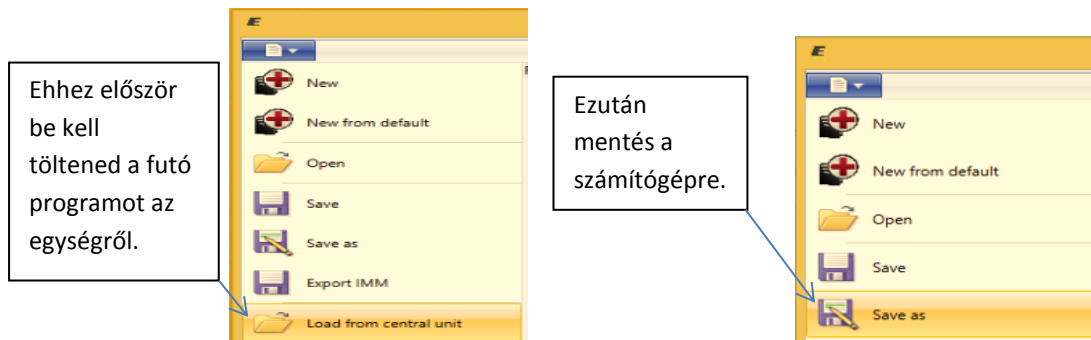 E
New
New from default
Open
Save
Save as
Export IMM
Load from central unit
Ehhez először
be kell
töltened a futó
programot az
egységről.
Ezután
mentés a
számítógépre.
E
New
New from default
Open
Save
Save as